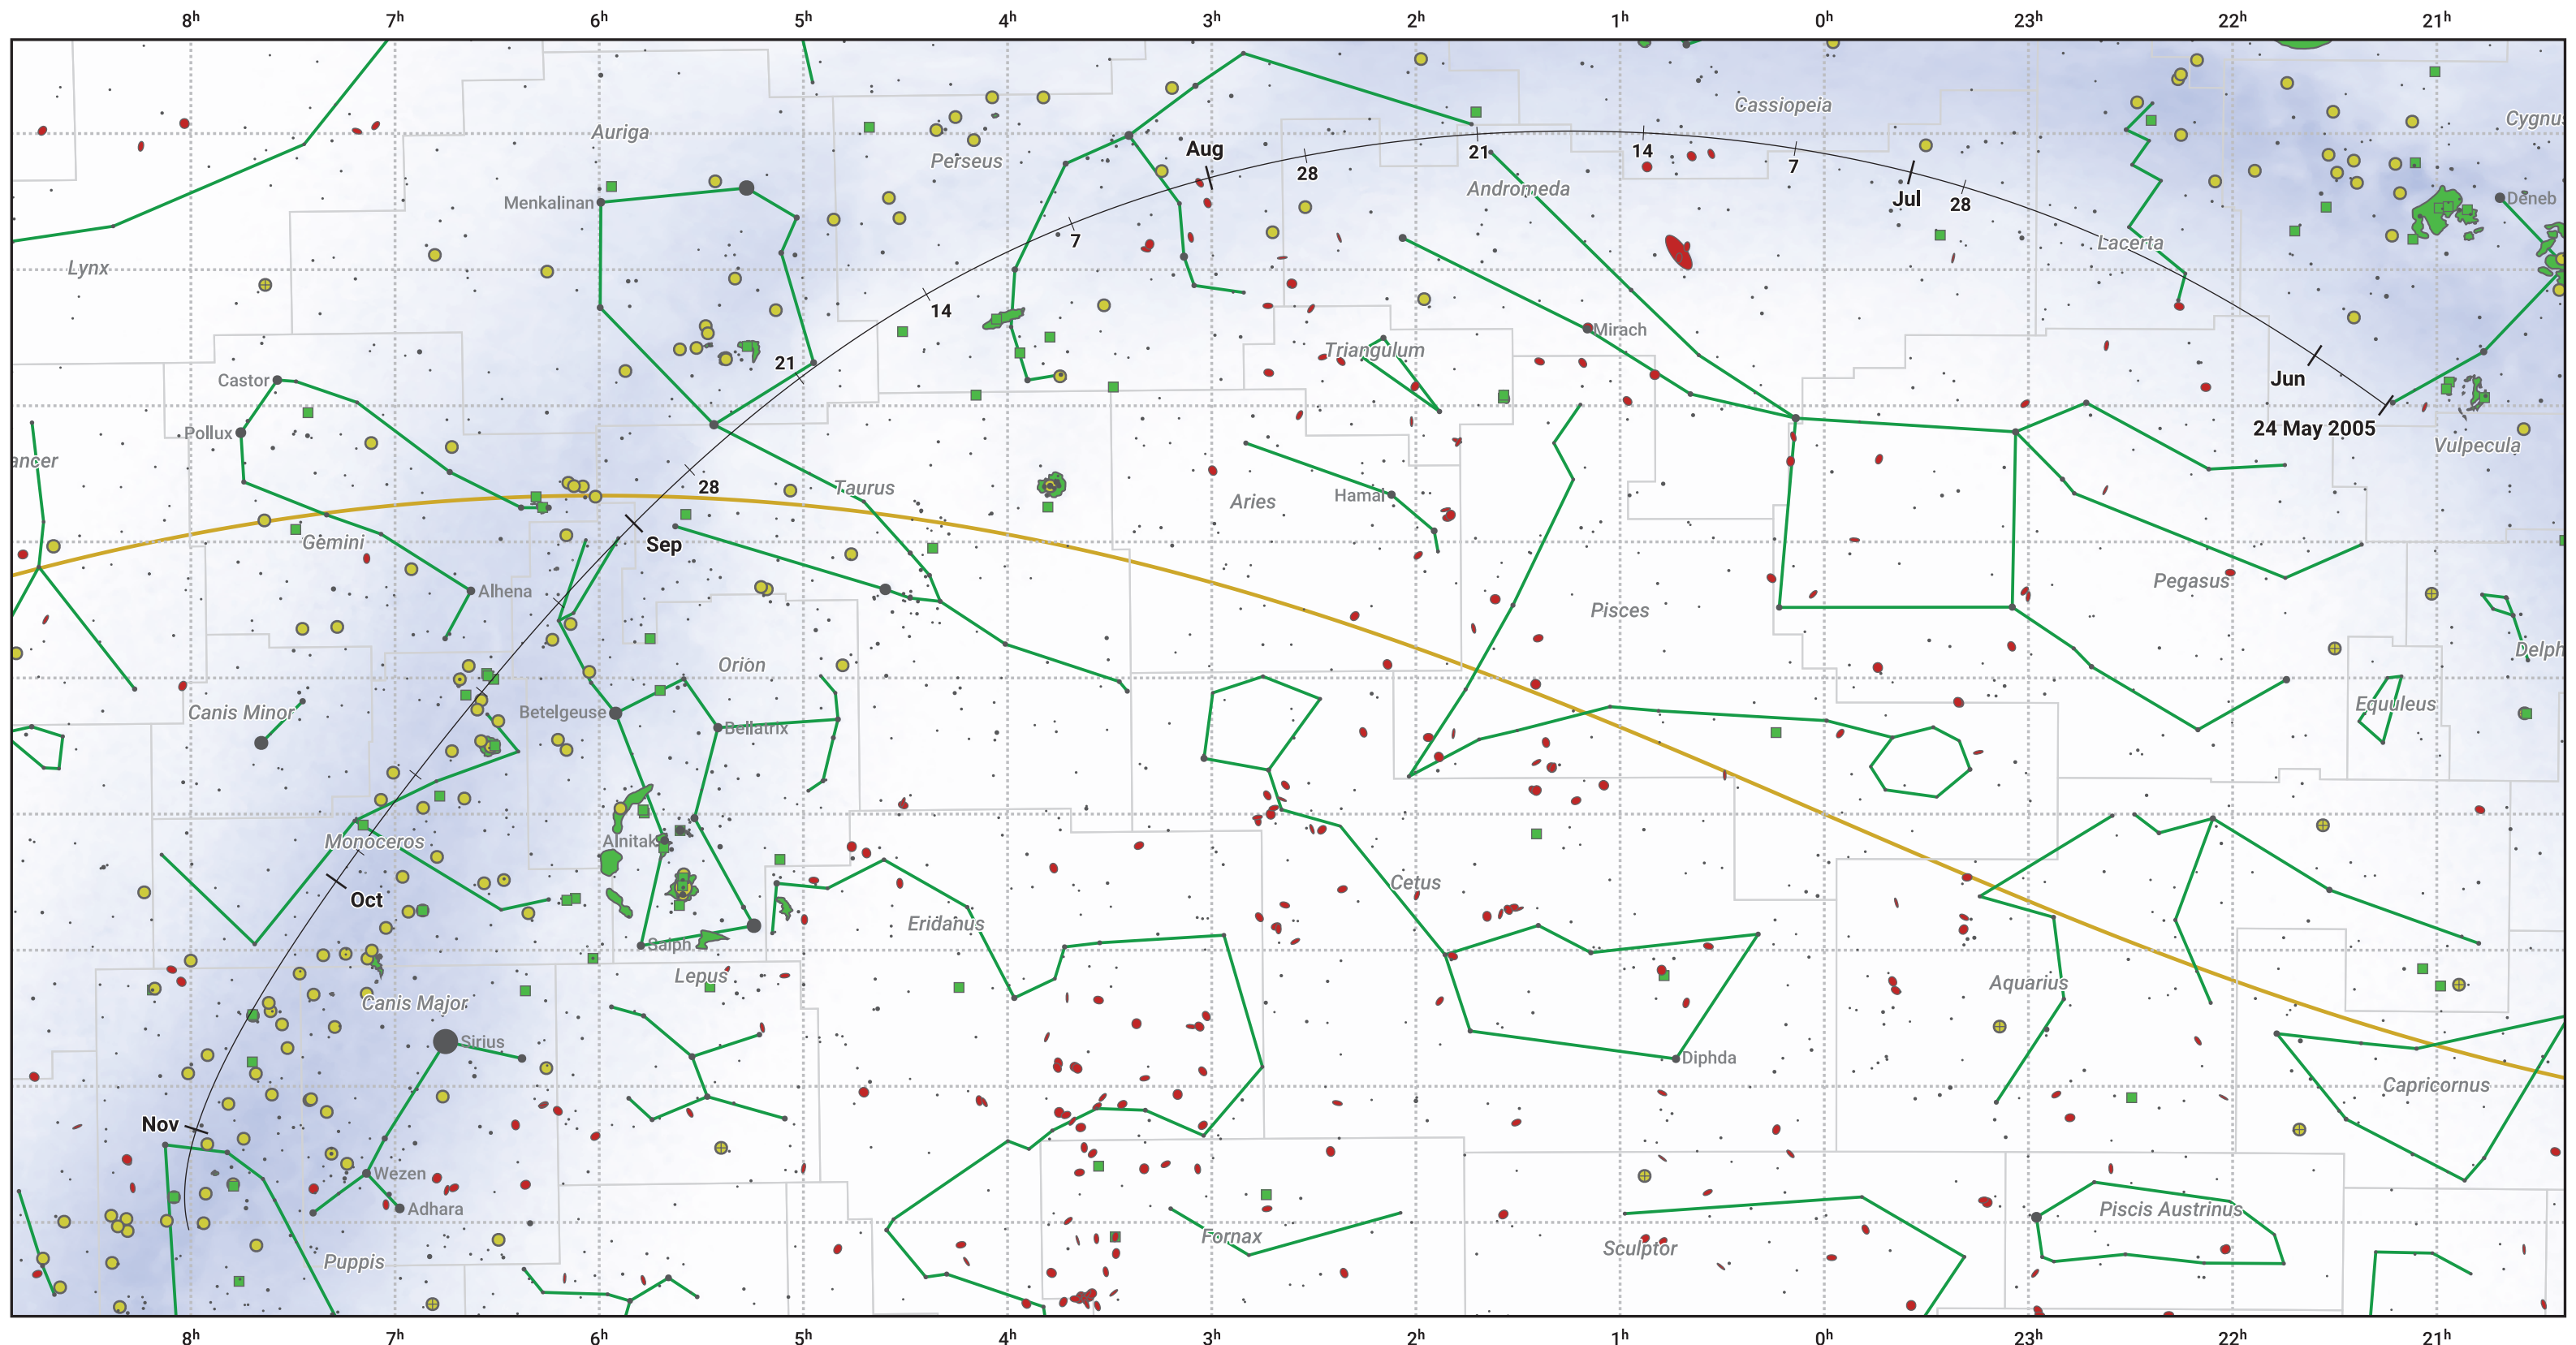 8h 7h 6h 5h 4h 3h 2h 1h 0h 23h 22h 21h
Cassiopeia
Cygnus
Auriga
Aug
Perseus
28
21
14
7
Andromeda
Jul
28
Menkalinan
Deneb
7
Lacerta
Lynx
14
Mirach
Triangulum
21
Jun
Castor
24 May 2005
Pollux
Vulpecula
ancer
28
Taurus
Aries
Hamal
Gemini
Sep
Pegasus
Alhena
Pisces
Delph
Orion
Equuleus
Canis Minor
Betelgeuse
Bellatrix
Monoceros
Alnitak
Cetus
Oct
Eridanus
Salph
Lepus
Aquarius
Canis Major
Sirius
Diphda
Capricornus
Nov
Wezen
Adhara
Piscis Austrinus
Fornax
Sculptor
Puppis
8h 7h 6h 5h 4h 3h 2h 1h 0h 23h 22h 21h